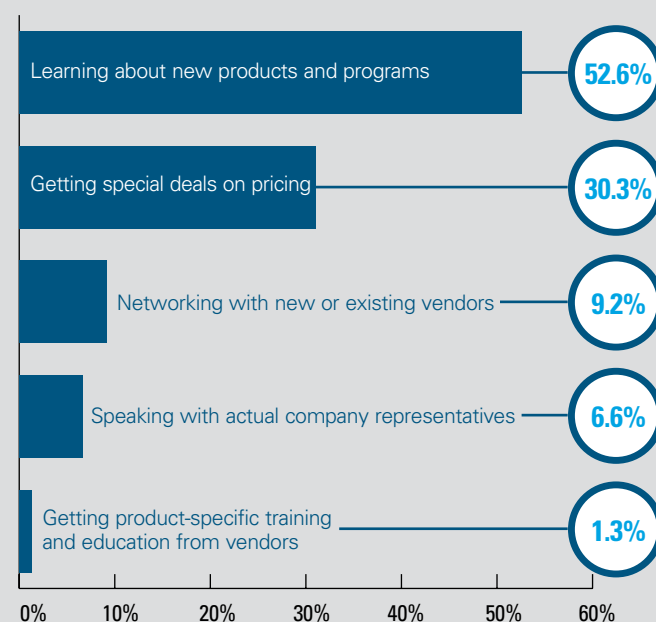 Learning about new products and programs
52.6%
Getting special deals on pricing
30.3%
Networking with new or existing vendors
9.2%
Speaking with actual company representatives
6.6%
Getting product-specific training
and education from vendors
1.3%
0% 10% 20% 30% 40% 50% 60%